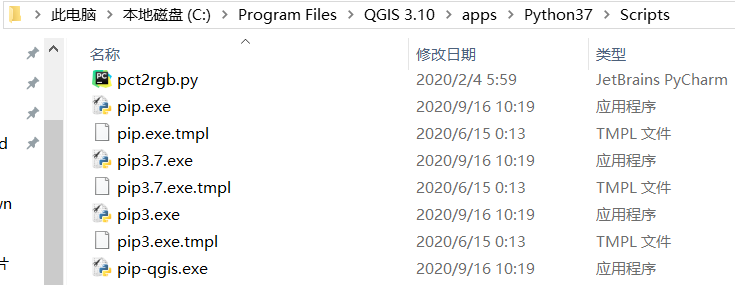 此电脑 > 本地磁盘 (C:) > Program Files > QGIS 3.10 > apps > Python37 > Scripts
名称 修改日期 类型
pct2rgb.py 2020/2/4 5:59 JetBrains PyCharm
pip.exe 2020/9/16 10:19 应用程序
pip.exe.tmpl 2020/6/15 0:13 TMPL 文件
pip3.7.exe 2020/9/16 10:19 应用程序
d
pip3.7.exe.tmpl 2020/6/15 0:13 TMPL 文件
wn
pip3.exe 2020/9/16 10:19 应用程序
pip3.exe.tmpl 2020/6/15 0:13 TMPL 文件
片
pip-qgis.exe 2020/9/16 10:19 应用程序